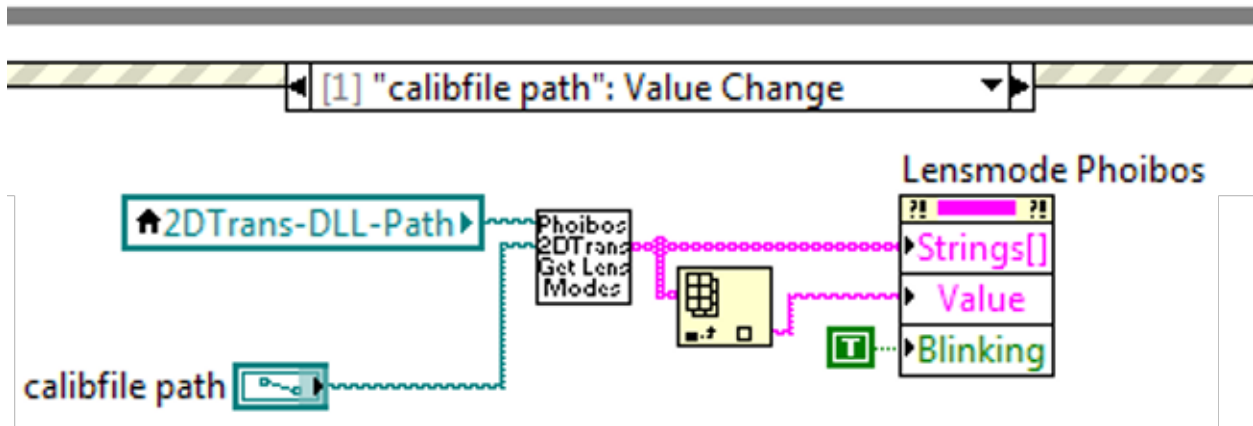 [1] "calibfile path": Value Change
Lensmode Phoibos
2DTrans-DLL-Path
Phoibos
2DTrans
Get Lens
Modes
?! ?!
Strings[]
Value
T
Blinking
calibfile path